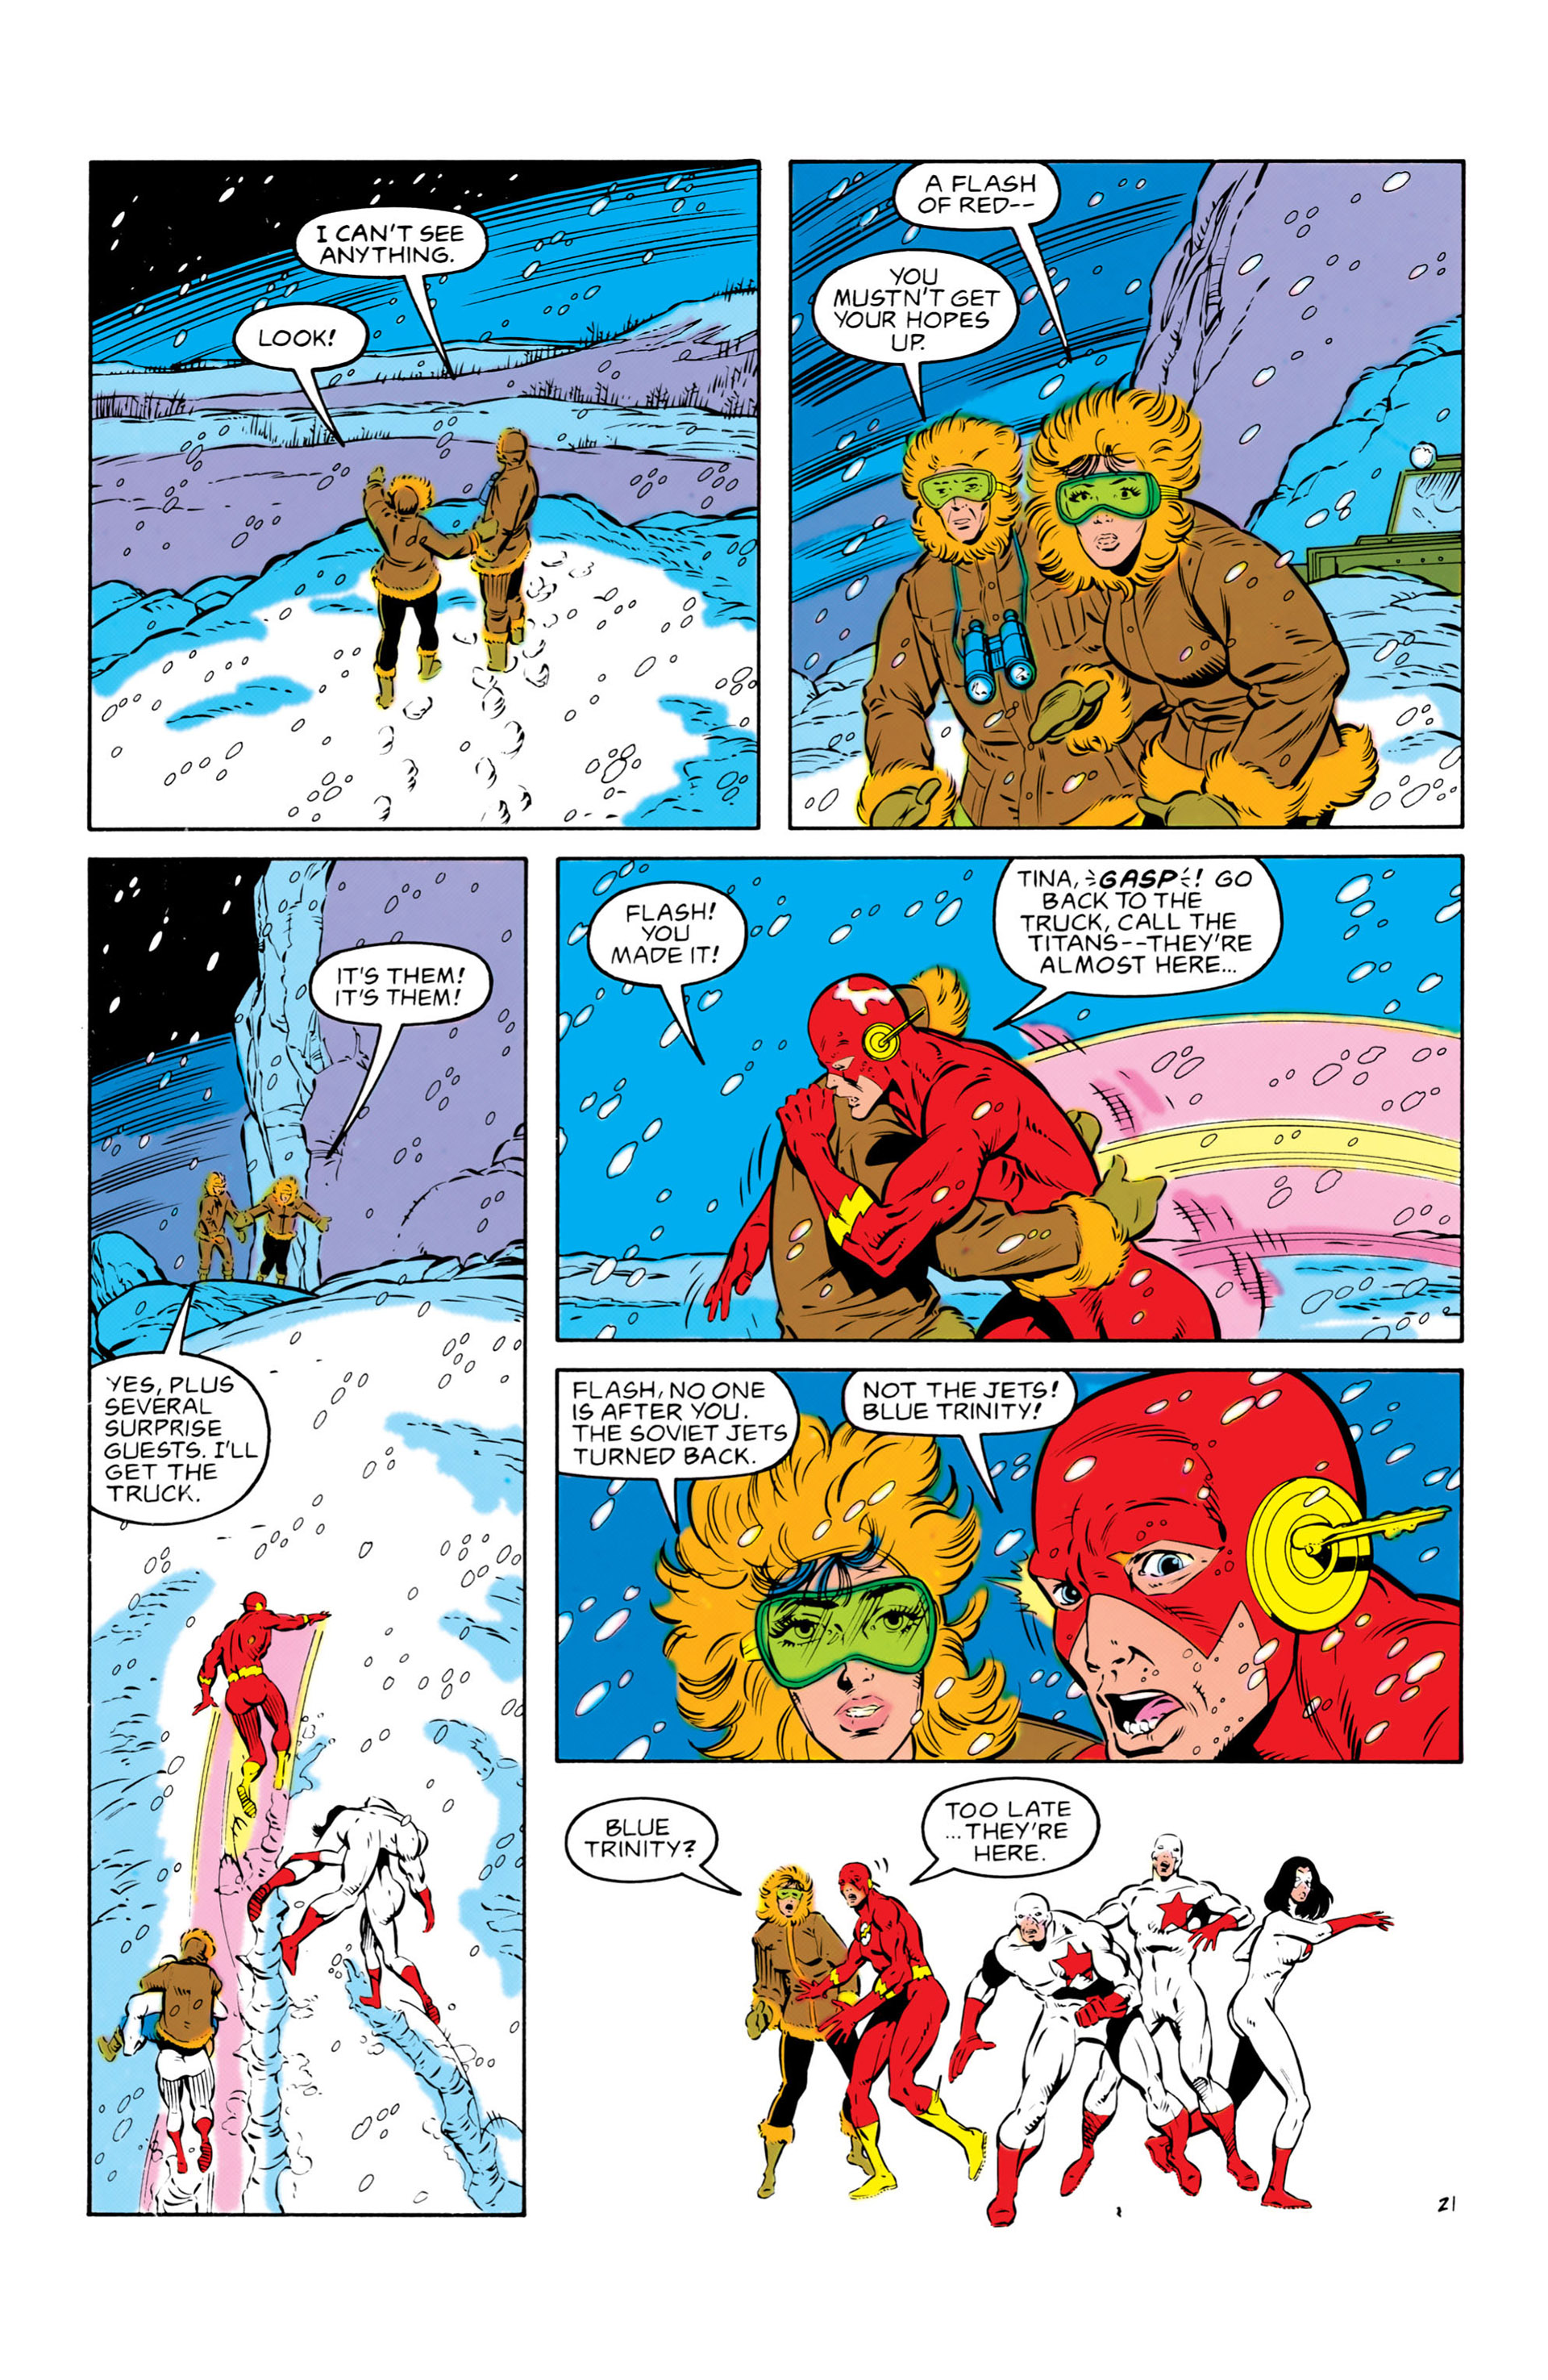 I CAN'T SEE
ANYTHING.
LOOK!
A FLASH
OF RED--
YOU
MUSTN'T GET
YOUR HOPES
UP.
IT'S THEM!
IT'S THEM!
YES, PLUS
SEVERAL
SURPRISE
GUESTS. I'LL
GET THE
TRUCK.
FLASH!
YOU
MADE IT!
TINA, GASP! GO
BACK TO THE
TRUCK, CALL THE
TITANS--THEY'RE
ALMOST HERE...
FLASH, NO ONE
IS AFTER YOU.
THE SOVIET JETS
TURNED BACK.
NOT THE JETS!
BLUE TRINITY!
BLUE
TRINITY?
TOO LATE
...THEY'RE
HERE.
21